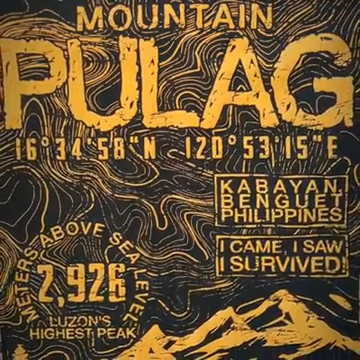 MOUNTAIN
PULAG
16°34'58"N 120°53'15"E
KABAYAN,
BENGUET
PHILIPPINES
I CAME, I SAW
I SURVIVED!
METERS ABOVE SEA LEVEL
2,926
LUZON'S
HIGHEST PEAK